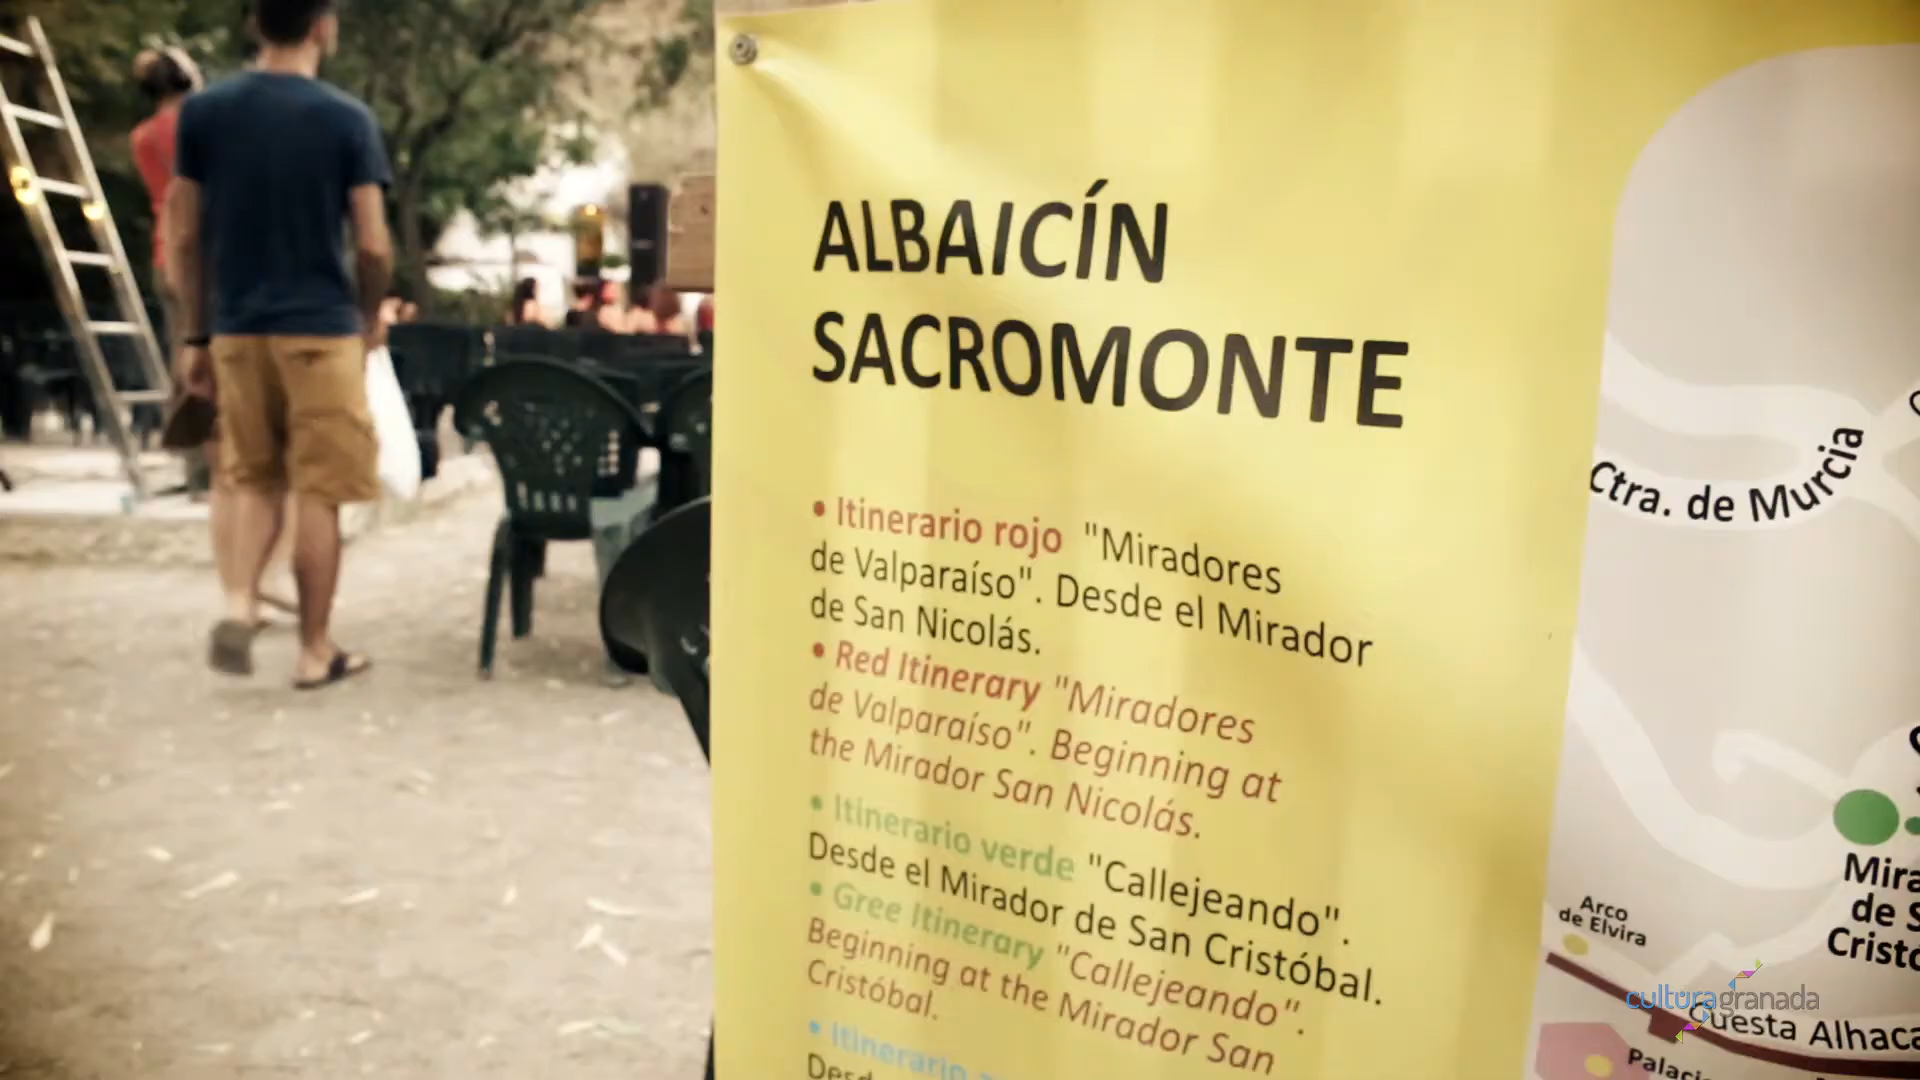 ALBAICÍN
SACROMONTE
• Itinerario rojo "Miradores
de Valparaíso". Desde el Mirador
de San Nicolás.
• Red Itinerary "Miradores
de Valparaíso". Beginning at
the Mirador San Nicolás.
• Itinerario verde "Callejeando".
Desde el Mirador de San Cristóbal.
• Gree Itinerary "Callejeando".
Beginning at the Mirador San
Cristóbal.
• Itinerario
Ctra. de Murcia
Arco
de Elvira
de
culturagranada
Cuesta